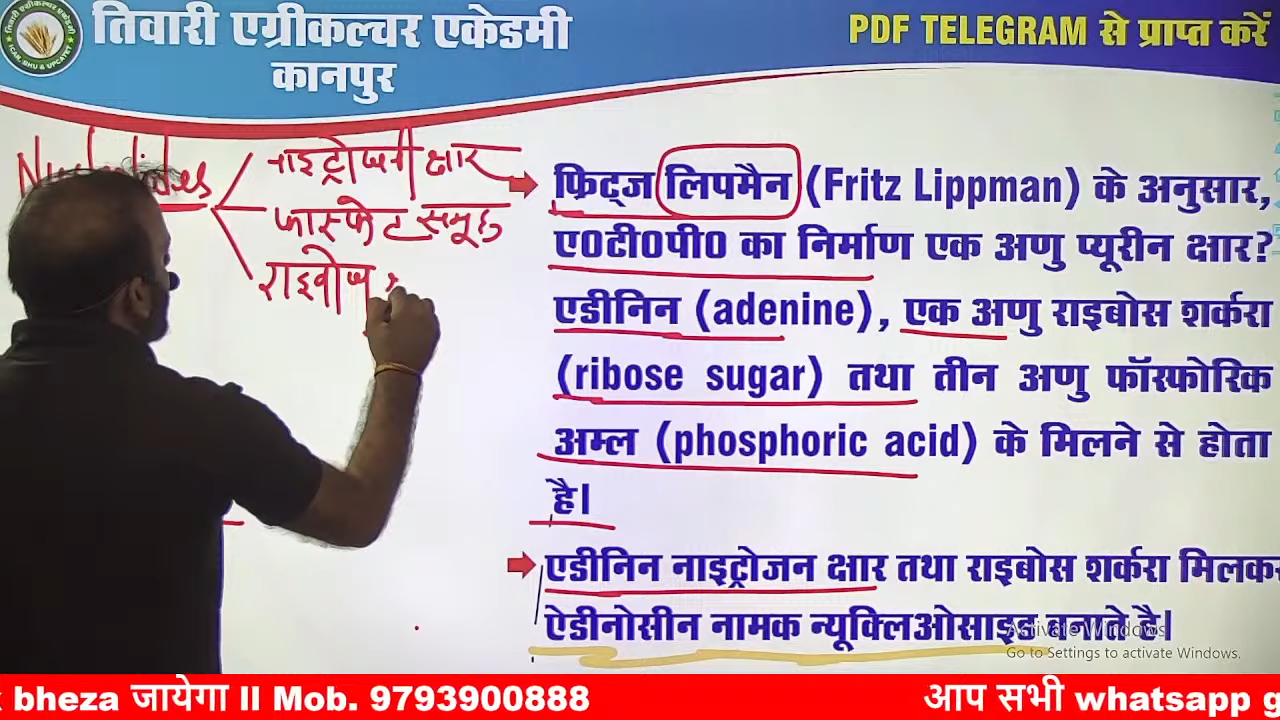 तिवारी एग्रीकल्चर एकेडमी
कानपुर
PDF TELEGRAM से प्राप्त करें
नाइट्रोजनी क्षार
फास्फेट समूह
राइबोज
फ्रिट्ज लिपमैन (Fritz Lippman) के अनुसार,
ए0टी0पी0 का निर्माण एक अणु प्यूरीन क्षार?
एडीनिन (adenine), एक अणु राइबोस शर्करा
(ribose sugar) तथा तीन अणु फॉस्फोरिक
अम्ल (phosphoric acid) के मिलने से होता
है।
एडीनिन नाइट्रोजन क्षार तथा राइबोस शर्करा मिलकर
ऐडीनोसीन नामक न्यूक्लिओसाइड बनाते है।
Activate Windows
Go to Settings to activate Windows.
bheza जायेगा II Mob. 9793900888
आप सभी whatsapp g